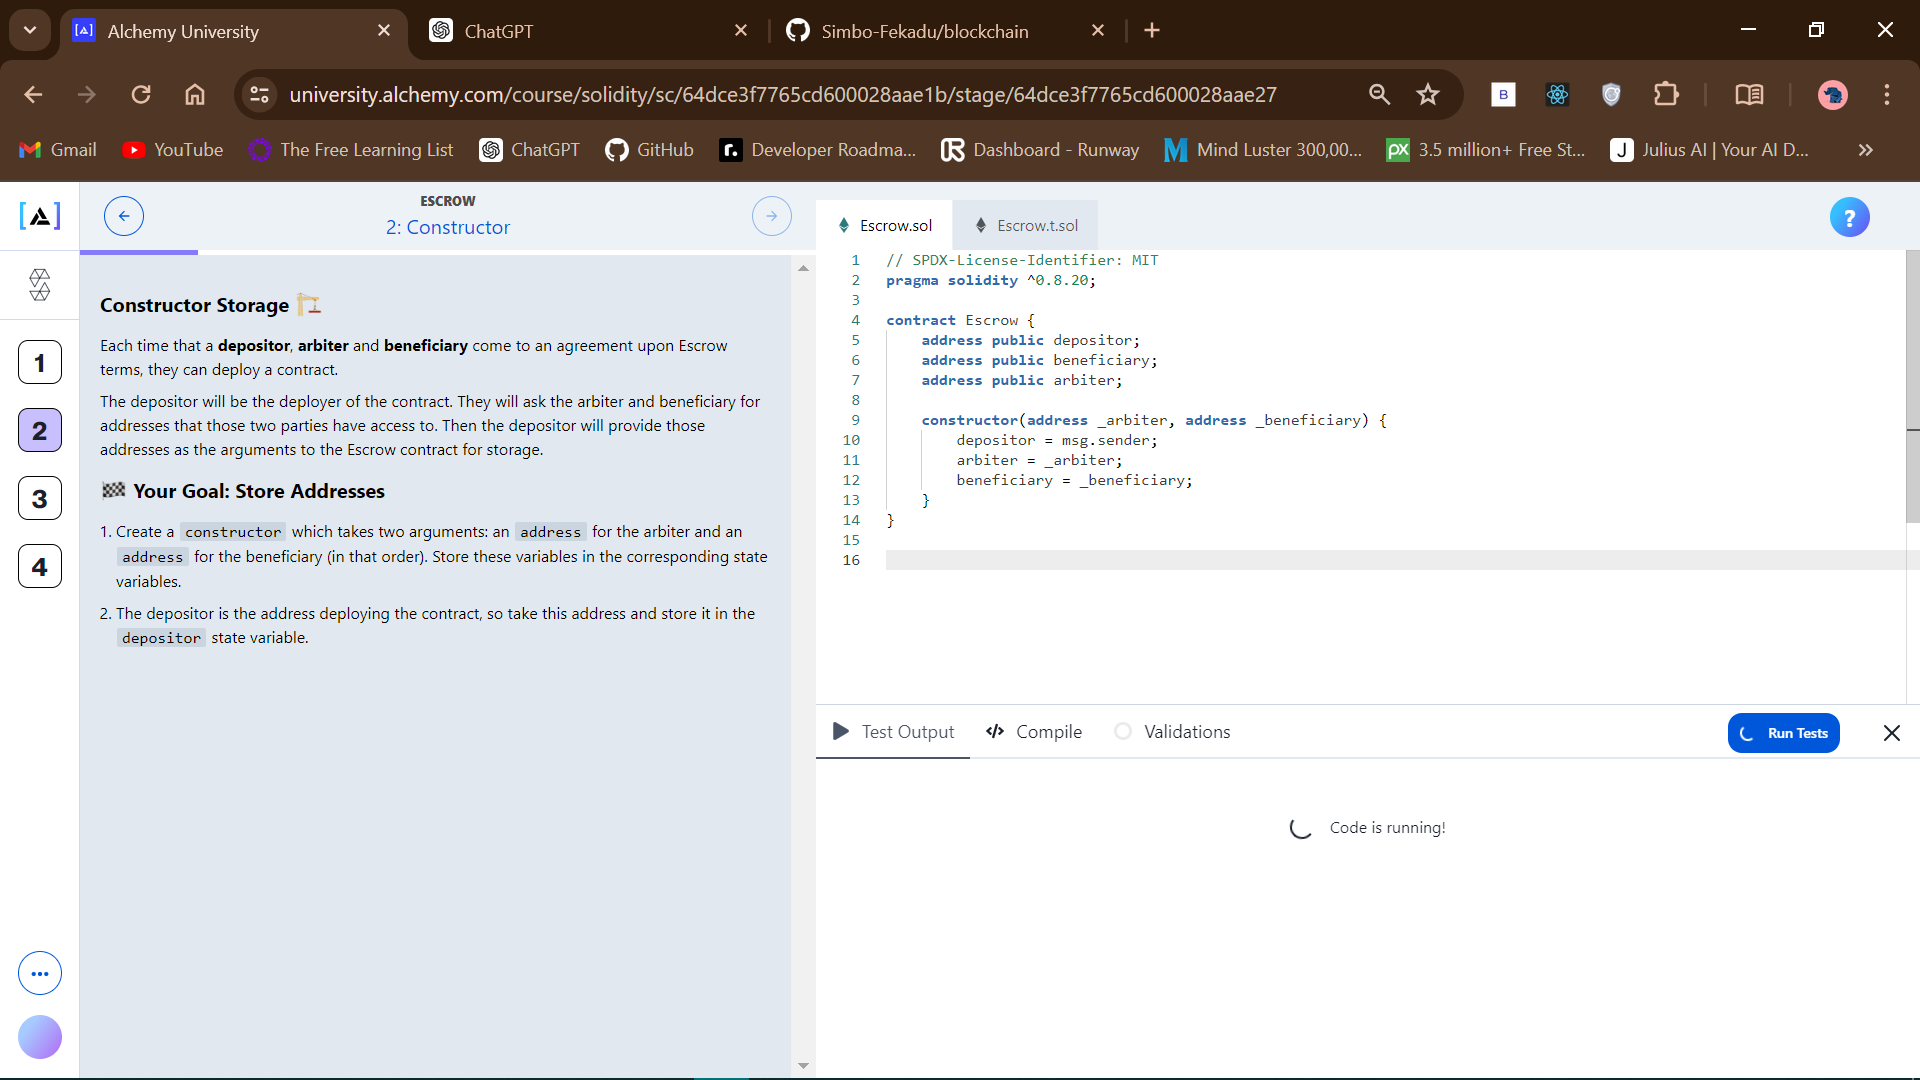 Alchemy University
ChatGPT
Simbo-Fekadu/blockchain
university.alchemy.com/course/solidity/sc/64dce3f7765cd600028aae1b/stage/64dce3f7765cd600028aae27
B
Gmail
YouTube
The Free Learning List
ChatGPT
GitHub
r.
Developer Roadma...
Dashboard - Runway
Mind Luster 300,00...
px
3.5 million+ Free St...
J
Julius AI | Your AI D...
ESCROW
2: Constructor
1
2
3
4
Constructor Storage
Each time that a depositor, arbiter and beneficiary come to an agreement upon Escrow
terms, they can deploy a contract.
The depositor will be the deployer of the contract. They will ask the arbiter and beneficiary for
addresses that those two parties have access to. Then the depositor will provide those
addresses as the arguments to the Escrow contract for storage.
Your Goal: Store Addresses
1. Create a constructor which takes two arguments: an address for the arbiter and an
address for the beneficiary (in that order). Store these variables in the corresponding state
variables.
2. The depositor is the address deploying the contract, so take this address and store it in the
depositor state variable.
Escrow.sol
Escrow.t.sol
?
1 // SPDX-License-Identifier: MIT
2 pragma solidity ^0.8.20;
3
4 contract Escrow {
5 address public depositor;
6 address public beneficiary;
7 address public arbiter;
8
9 constructor(address _arbiter, address _beneficiary) {
10 depositor = msg.sender;
11 arbiter = _arbiter;
12 beneficiary = _beneficiary;
13 }
14 }
15
16
Test Output
Compile
Validations
Run Tests
Code is running!